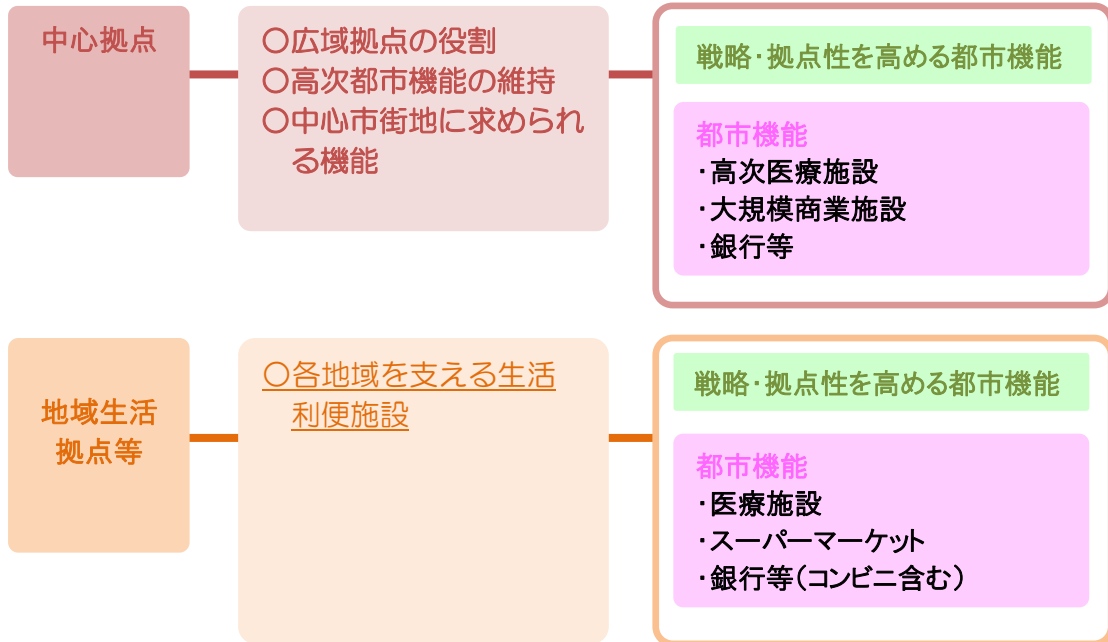 中心拠点
○広域拠点の役割
○高次都市機能の維持
○中心市街地に求められ
る機能
戦略・拠点性を高める都市機能
都市機能
・高次医療施設
・大規模商業施設
・銀行等
地域生活
拠点等
○各地域を支える生活
利便施設
戦略・拠点性を高める都市機能
都市機能
・医療施設
・スーパーマーケット
・銀行等(コンビニ含む)